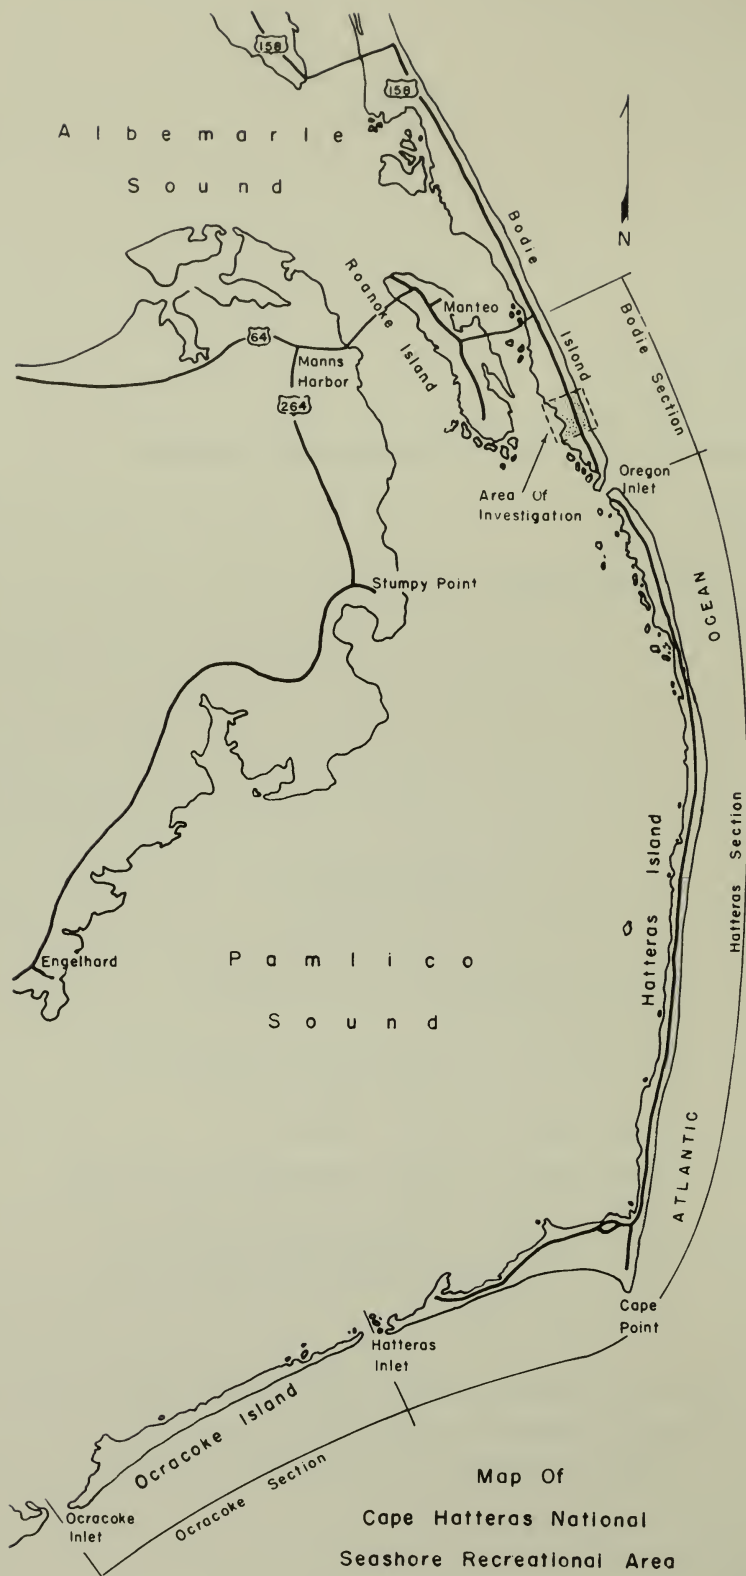 158
158
Albemarle
Sound
N
Bodie
Island
Roanoke Island
Manteo
Bodie Section
64
Manns
Harbor
264
Oregon
Inlet
Area Of
Investigation
Stumpy Point
OCEAN
Hatteras Island
Hatteras Section
Engelhard
Pamlico
Sound
ATLANTIC
Cape
Point
Hatteras
Inlet
Ocracoke Island
Ocracoke Section
Ocracoke
Inlet
Map Of
Cape Hatteras National
Seashore Recreational Area